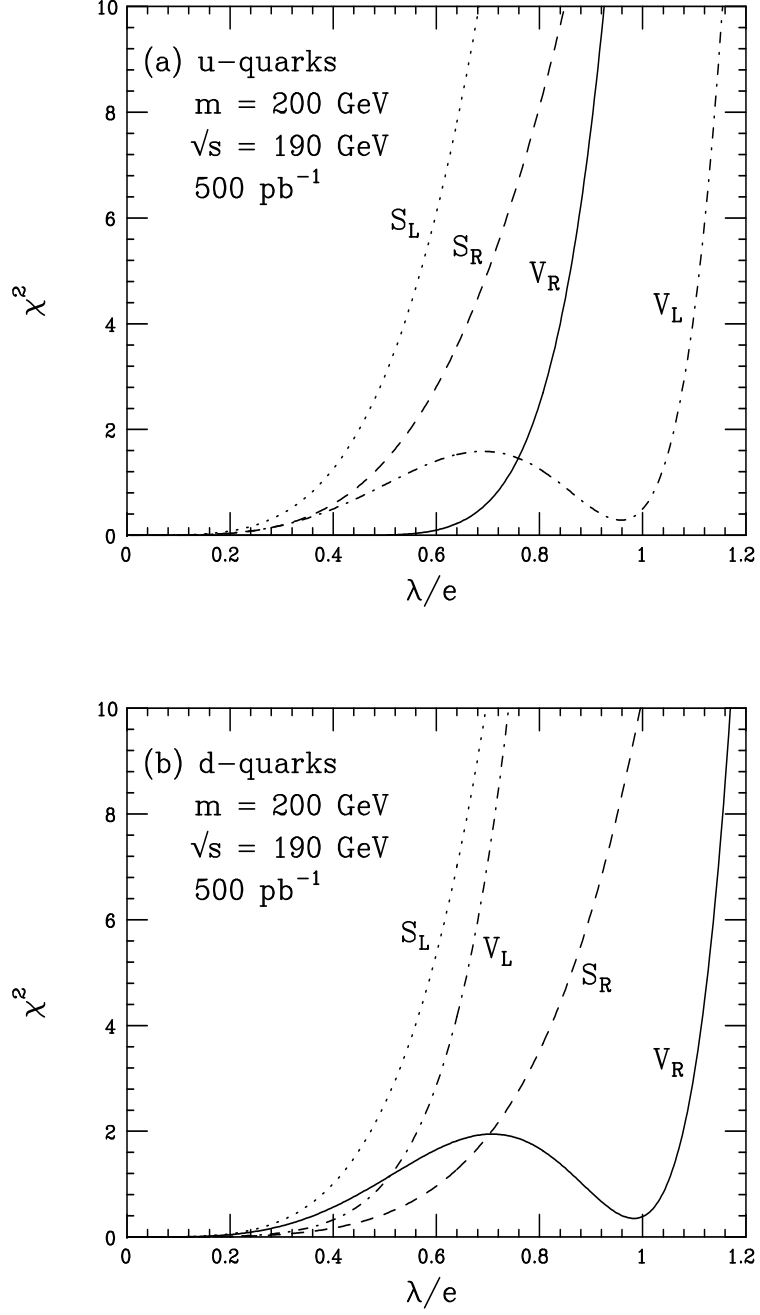 10
(a) u-quarks
m = 200 GeV
8
√s = 190 GeV
500 pb⁻¹
6
S_L
S_R
V_R
V_L
χ²
4
2
0
0 0.2 0.4 0.6 0.8 1 1.2
λ/e
10
(b) d-quarks
m = 200 GeV
8
√s = 190 GeV
500 pb⁻¹
6
S_L
V_L
S_R
χ²
4
V_R
2
0
0 0.2 0.4 0.6 0.8 1 1.2
λ/e